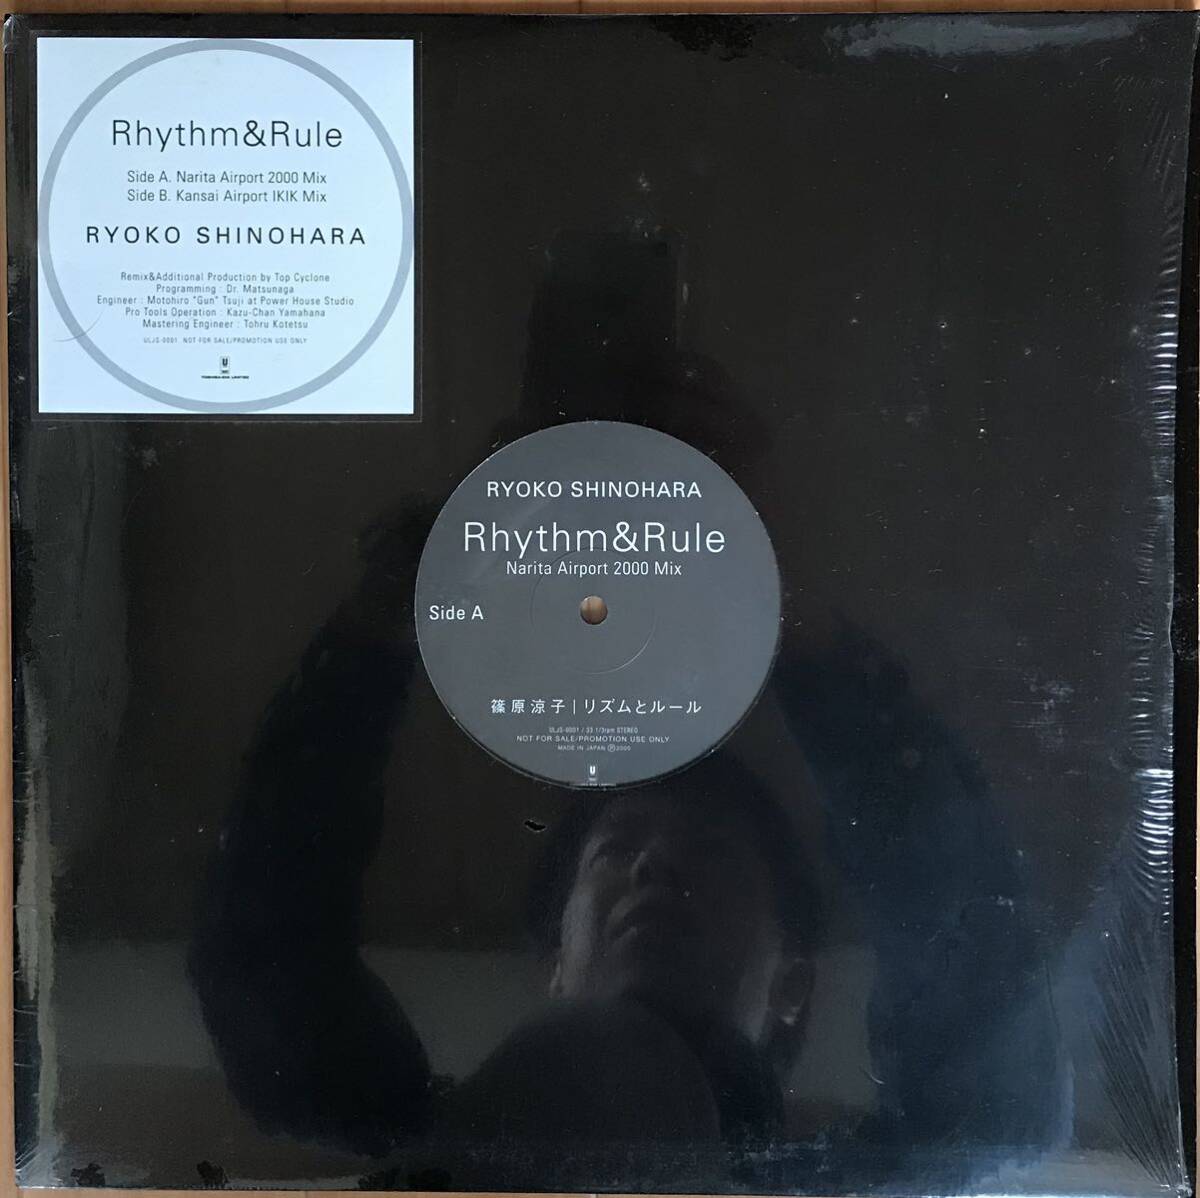 Rhythm&Rule
Side A. Narita Airport 2000 Mix
Side B. Kansai Airport IKIK Mix
RYOKO SHINOHARA
Remix&Additional Production by Top Cyclone
Programming : Dr. Matsunaga
Engineer : Motohiro "Gun" Tsuji at Power House Studio
Pro Tools Operation : Kazu-Chan Yamahana
Mastering Engineer : Tohru Kotetsu
ULJS-0001 NOT FOR SALE/PROMOTION USE ONLY
U
TOSHIBA-EMI LIMITED
RYOKO SHINOHARA
Rhythm&Rule
Narita Airport 2000 Mix
Side A
篠原涼子|リズムとルール
ULJS-0001 / 33 1/3rpm STEREO
NOT FOR SALE/PROMOTION USE ONLY
MADE IN JAPAN Ⓟ2000
U